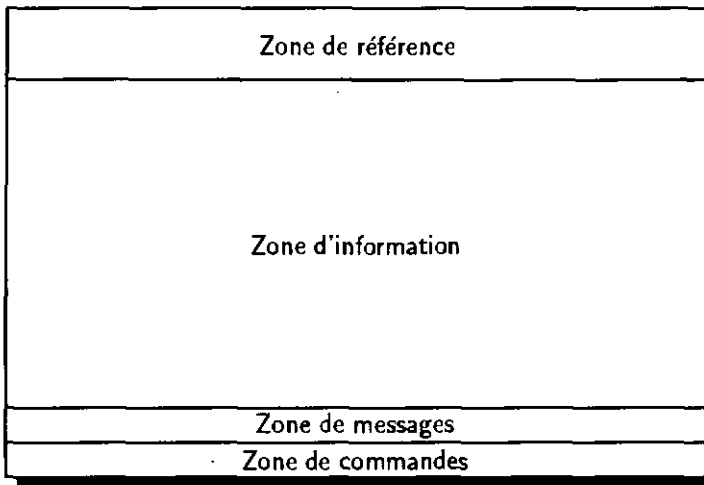 Zone de référence
Zone d'information
Zone de messages
Zone de commandes